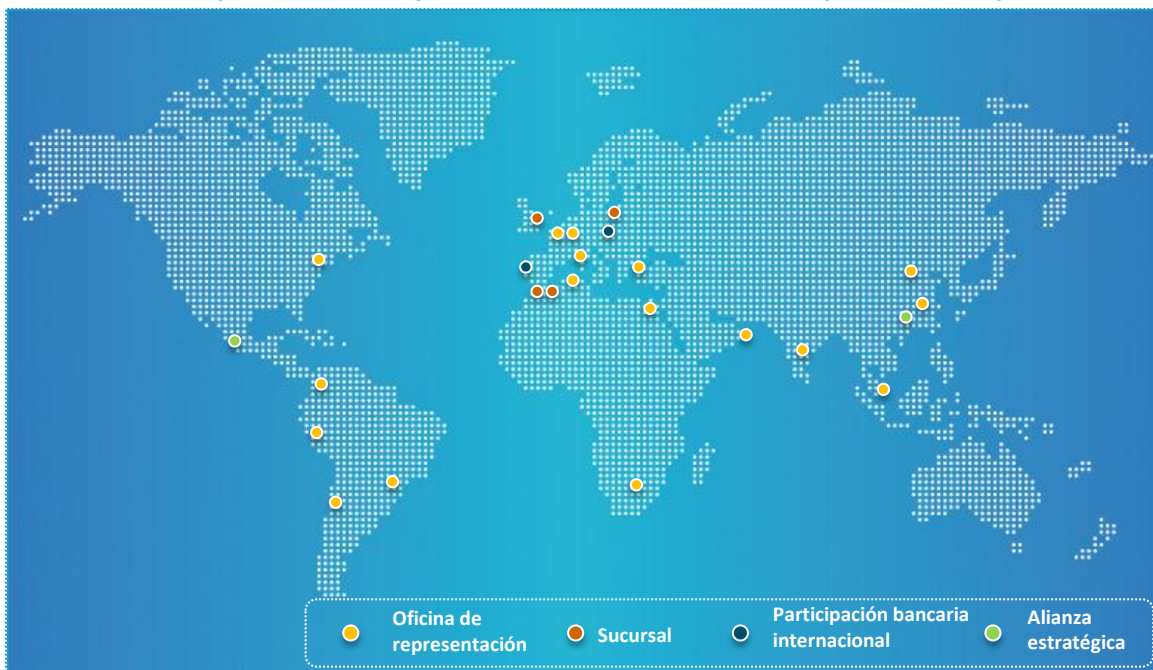 Oficina de
representación
Sucursal
Participación bancaria
internacional
Alianza
estratégica